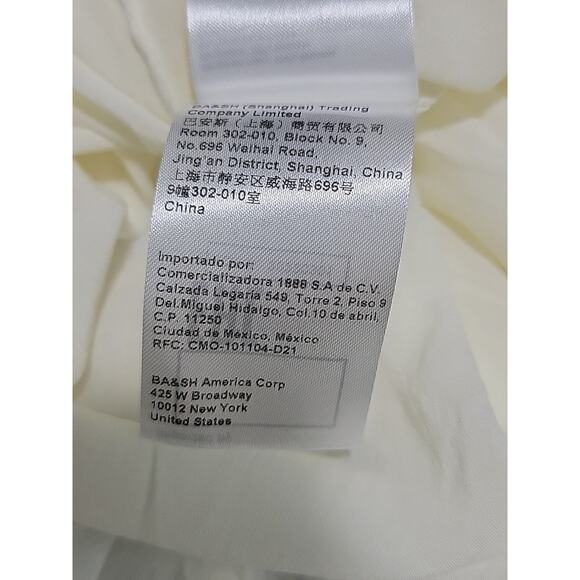 BA&SH (Shanghai) Trading
Company Limited
巴安斯（上海）商贸有限公司
Room 302-010, Block No. 9,
No.696 Waihai Road,
Jing'an District, Shanghai, China
上海市静安区威海路696号
9幢302-010室
China
Importado por:
Comercializadora 1888 S.A de C.V.
Calzada Legaria 549, Torre 2, Piso 9
Del.Miguel Hidalgo, Col.10 de abril,
C.P. 11250
Ciudad de México, México
RFC: CMO-101104-D21
BA&SH America Corp
425 W Broadway
10012 New York
United States